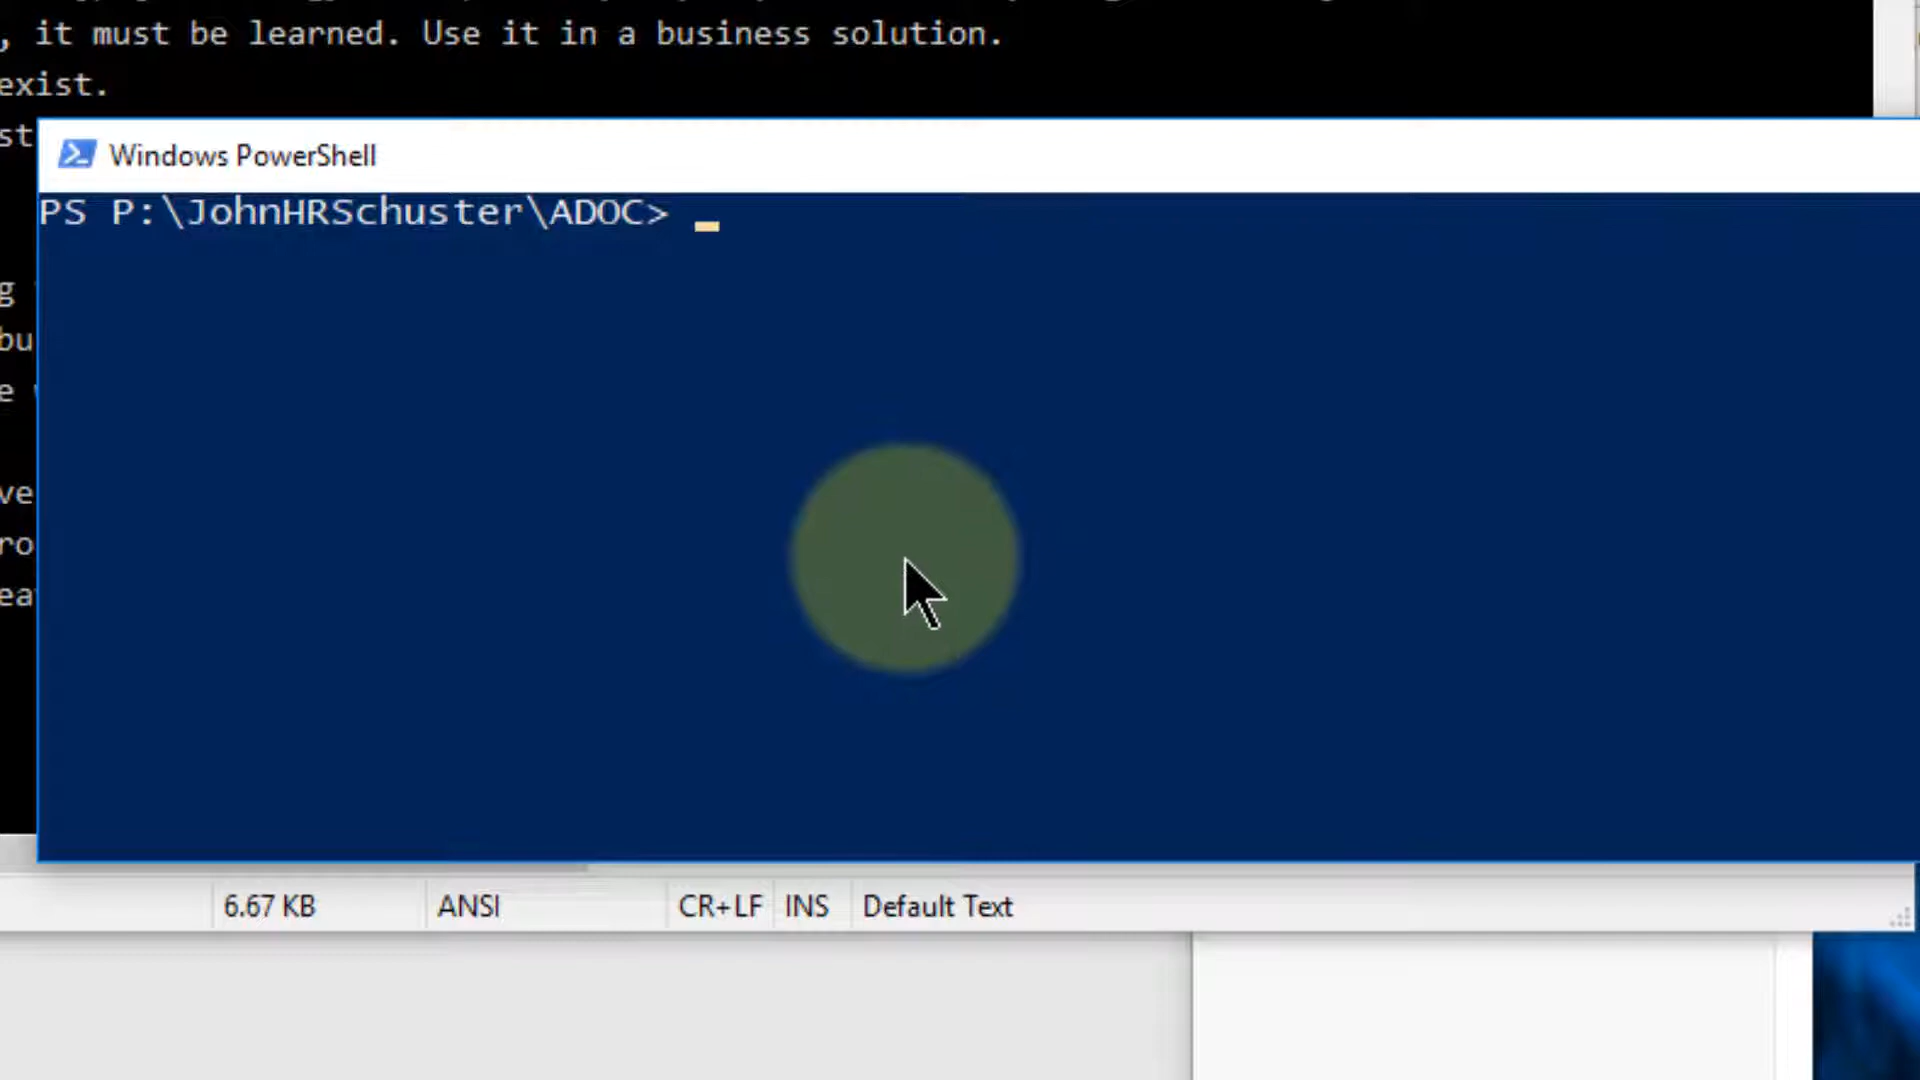 , it must be learned. Use it in a business solution.
exist.
st
Windows PowerShell
PS P:\JohnHRSchuster\ADOC>
g
bu
e
ve
ro
ea
6.67 KB
ANSI
CR+LF
INS
Default Text